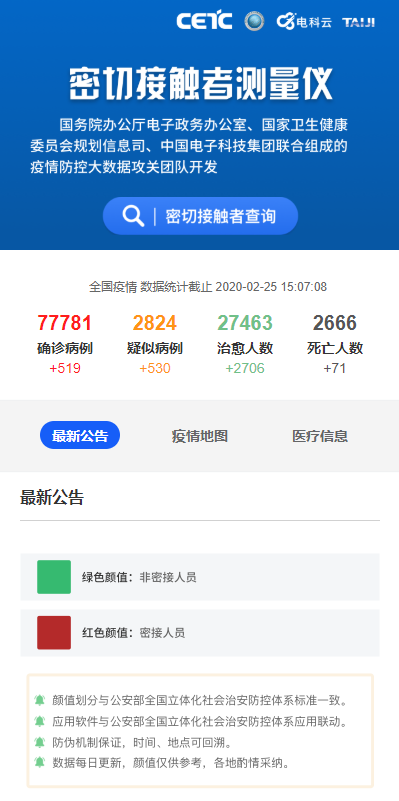 CETC 电科云 TAIJI
密切接触者测量仪
国务院办公厅电子政务办公室、国家卫生健康
委员会规划信息司、中国电子科技集团联合组成的
疫情防控大数据攻关团队开发
密切接触者查询
全国疫情 数据统计截止 2020-02-25 15:07:08
77781 2824 27463 2666
确诊病例 疑似病例 治愈人数 死亡人数
+519 +530 +2706 +71
最新公告 疫情地图 医疗信息
最新公告
绿色颜值：非密接人员
红色颜值：密接人员
颜值划分与公安部全国立体化社会治安防控体系标准一致。
应用软件与公安部全国立体化社会治安防控体系应用联动。
防伪机制保证，时间、地点可回溯。
数据每日更新，颜值仅供参考，各地酌情采纳。